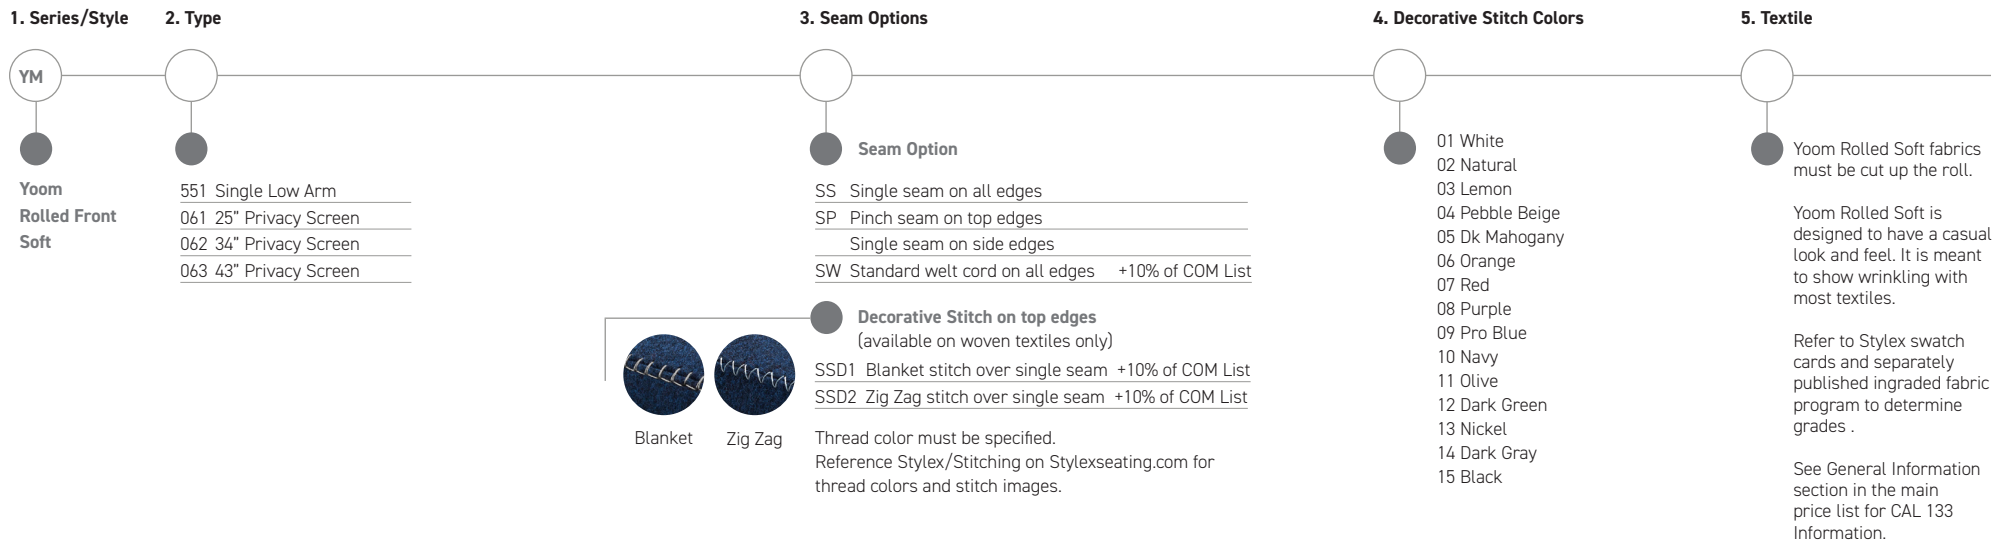 1. Series/Style
YM
Yoom
Rolled Front
Soft
2. Type
551 Single Low Arm
061 25" Privacy Screen
062 34" Privacy Screen
063 43" Privacy Screen
3. Seam Options
Seam Option
SS Single seam on all edges
SP Pinch seam on top edges
Single seam on side edges
SW Standard welt cord on all edges +10% of COM List
Decorative Stitch on top edges
(available on woven textiles only)
SSD1 Blanket stitch over single seam +10% of COM List
SSD2 Zig Zag stitch over single seam +10% of COM List
Blanket Zig Zag
Thread color must be specified.
Reference Stylex/Stitching on Stylexseating.com for
thread colors and stitch images.
4. Decorative Stitch Colors
01 White
02 Natural
03 Lemon
04 Pebble Beige
05 Dk Mahogany
06 Orange
07 Red
08 Purple
09 Pro Blue
10 Navy
11 Olive
12 Dark Green
13 Nickel
14 Dark Gray
15 Black
5. Textile
Yoom Rolled Soft fabrics
must be cut up the roll.
Yoom Rolled Soft is
designed to have a casual
look and feel. It is meant
to show wrinkling with
most textiles.
Refer to Stylex swatch
cards and separately
published ingraded fabric
program to determine
grades .
See General Information
section in the main
price list for CAL 133
Information.